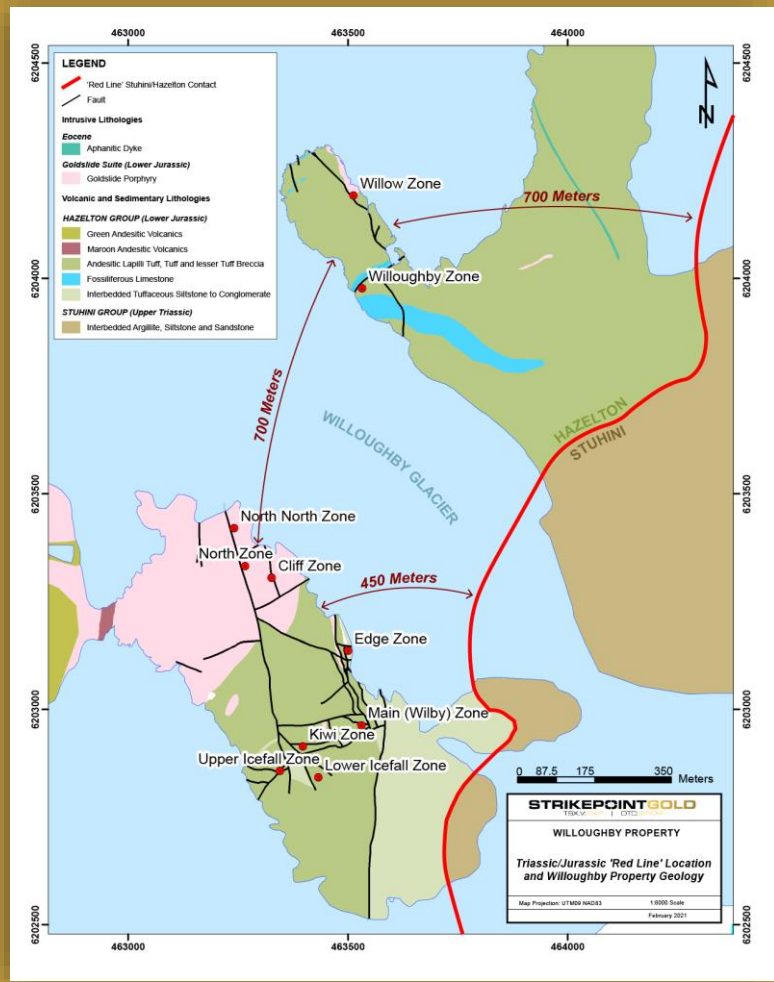 463000
463500
464000
6204500
6204500
LEGEND
'Red Line' Stuhini/Hazelton Contact
Fault
Intrusive Lithologies
Eocene
Aphanitic Dyke
Goldslide Suite (Lower Jurassic)
Goldslide Porphyry
Volcanic and Sedimentary Lithologies
HAZELTON GROUP (Lower Jurassic)
Green Andesitic Volcanics
Maroon Andesitic Volcanics
Andesitic Lapilli Tuff, Tuff and lesser Tuff Breccia
Fossiliferous Limestone
Interbedded Tuffaceous Siltstone to Conglomerate
STUHINI GROUP (Upper Triassic)
Interbedded Argillite, Siltstone and Sandstone
N
Willow Zone
700 Meters
6204000
6204000
Willoughby Zone
700 Meters
WILLOUGHBY GLACIER
HAZELTON
STUHINI
6203500
6203500
North North Zone
North Zone
Cliff Zone
450 Meters
Edge Zone
6203000
6203000
Main (Wilby) Zone
Kiwi Zone
Upper Icefall Zone
Lower Icefall Zone
0 87.5 175 350
Meters
STRIKEPOINTGOLD
TSX.V: | OTC:
WILLOUGHBY PROPERTY
Triassic/Jurassic 'Red Line' Location
and Willoughby Property Geology
Map Projection: UTM09 NAD83 1:6000 Scale
February 2021
6202500
6202500
463000
463500
464000